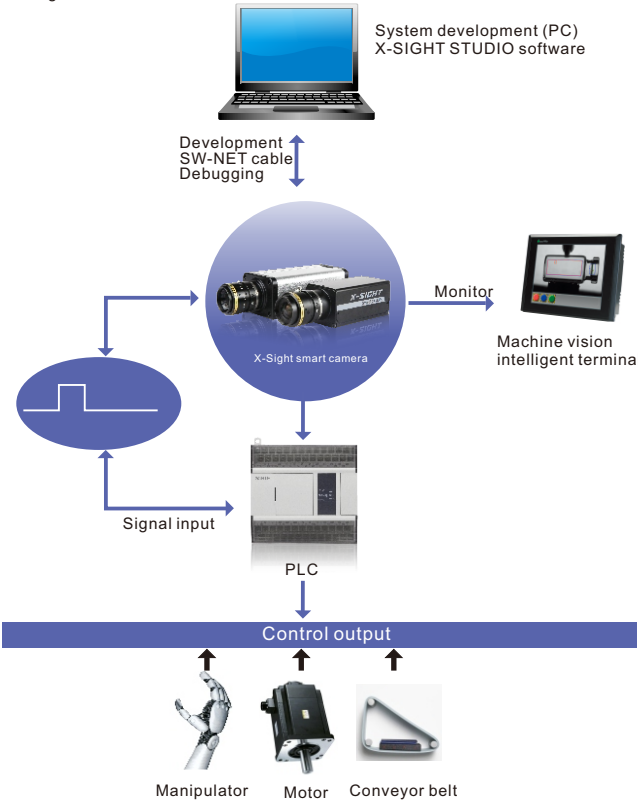 System development (PC)
X-SIGHT STUDIO software
Development
SW-NET cable
Debugging
X-SIGHT
Monitor
X-Sight smart camera
Machine vision
intelligent termina
Signal input
PLC
Control output
Manipulator
Motor
Conveyor belt